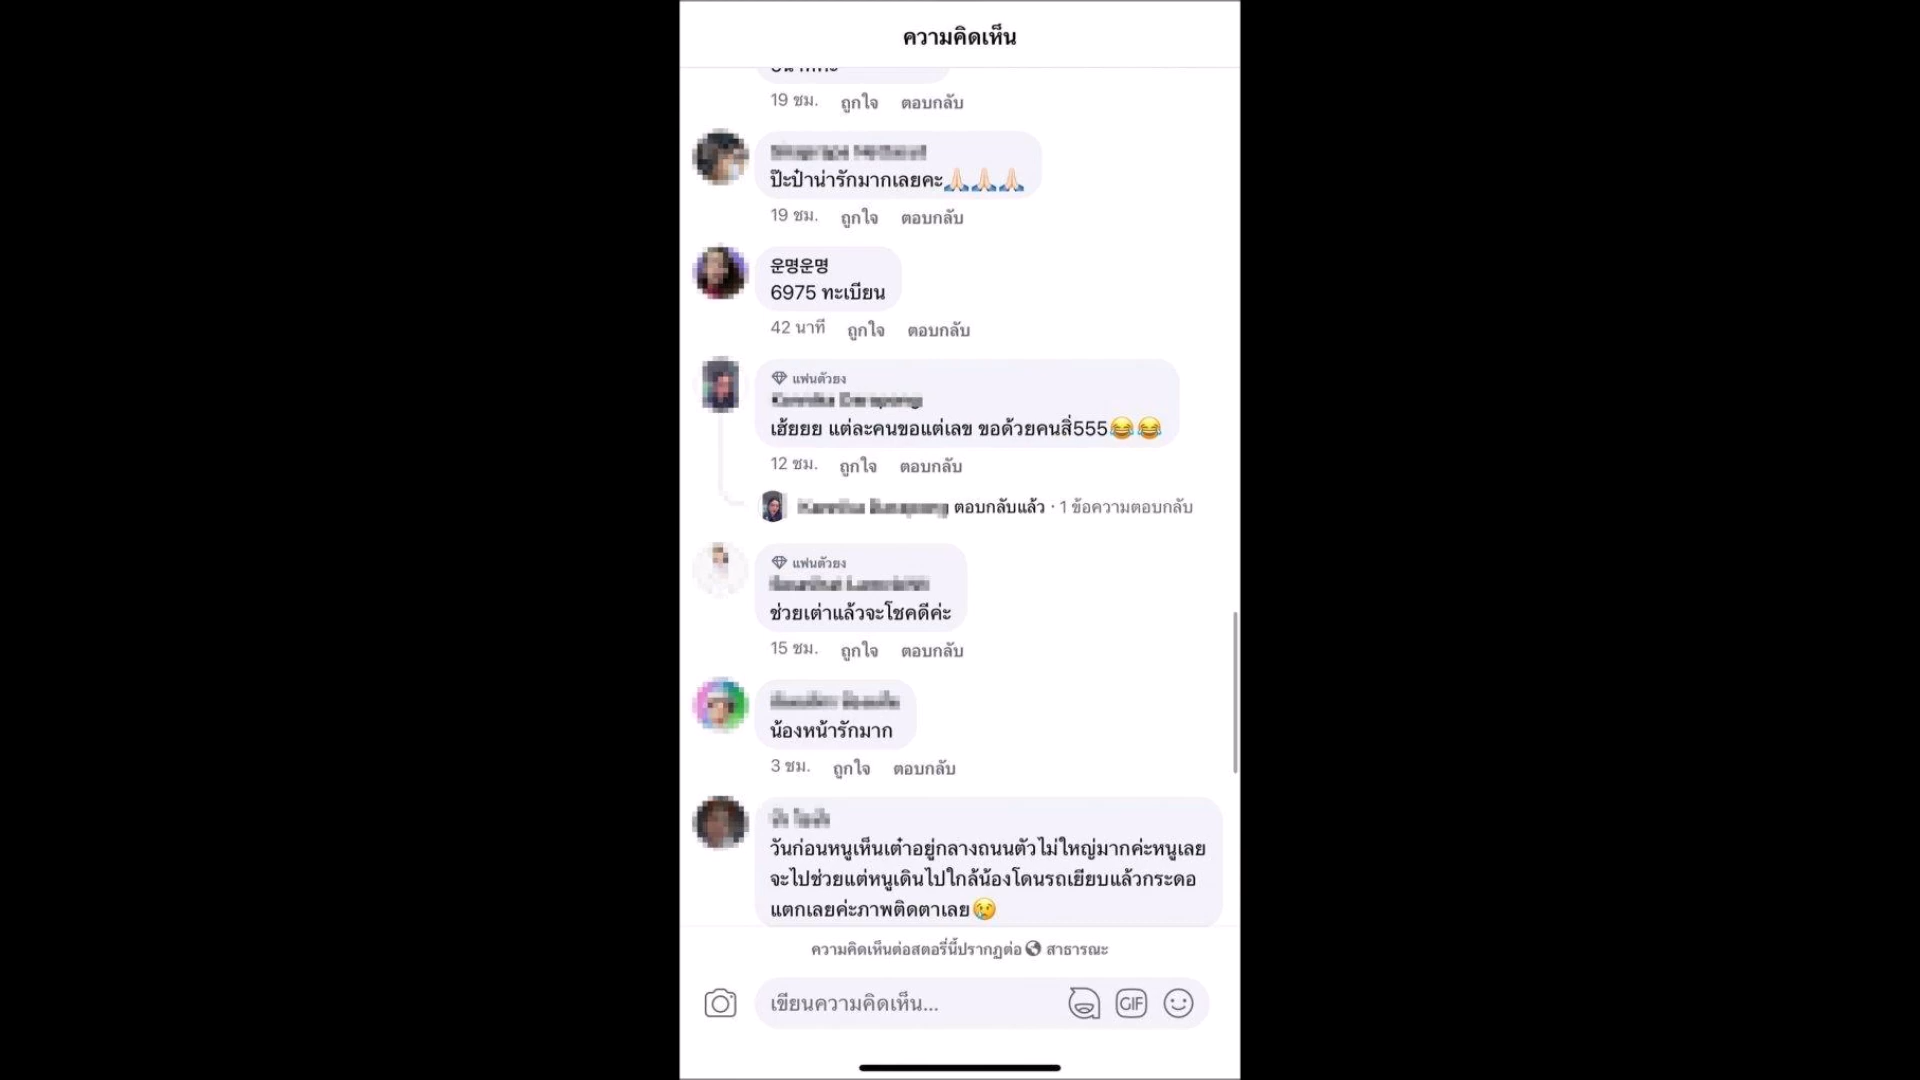 ความคิดเห็น
19 ชม. ถูกใจ ตอบกลับ
ป๊ะป๋าน่ารักมากเลยคะ🙏🏻🙏🏻🙏🏻
19 ชม. ถูกใจ ตอบกลับ
운명운명
6975 ทะเบียน
42 นาที ถูกใจ ตอบกลับ
แฟนตัวยง
เฮ้ยยย แต่ละคนขอแต่เลข ขอด้วยคนสิ่555😂😂
12 ชม. ถูกใจ ตอบกลับ
ตอบกลับแล้ว · 1 ข้อความตอบกลับ
แฟนตัวยง
ช่วยเต่าแล้วจะโชคดีค่ะ
15 ชม. ถูกใจ ตอบกลับ
น้องหน้ารักมาก
3 ชม. ถูกใจ ตอบกลับ
วันก่อนหนูเห็นเต๋าอยู่กลางถนนตัวไม่ใหญ่มากค่ะหนูเลย
จะไปช่วยแต่หนูเดินไปใกล้น้องโดนรถเยียบแล้วกระดอ
แตกเลยค่ะภาพติดตาเลย😢
ความคิดเห็นต่อสตอรี่นี้ปรากฏต่อ สาธารณะ
เขียนความคิดเห็น... GIF